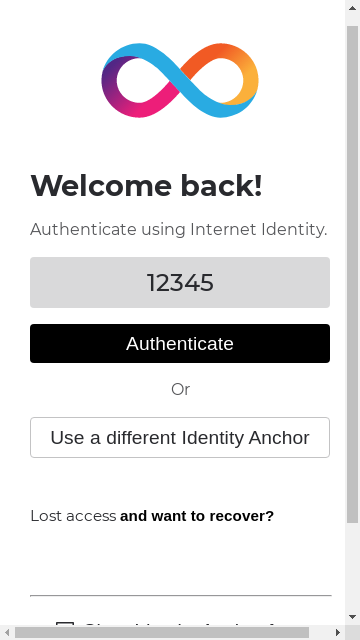 Welcome back!
Authenticate using Internet Identity.
12345
Authenticate
Or
Use a different Identity Anchor
Lost access and want to recover?